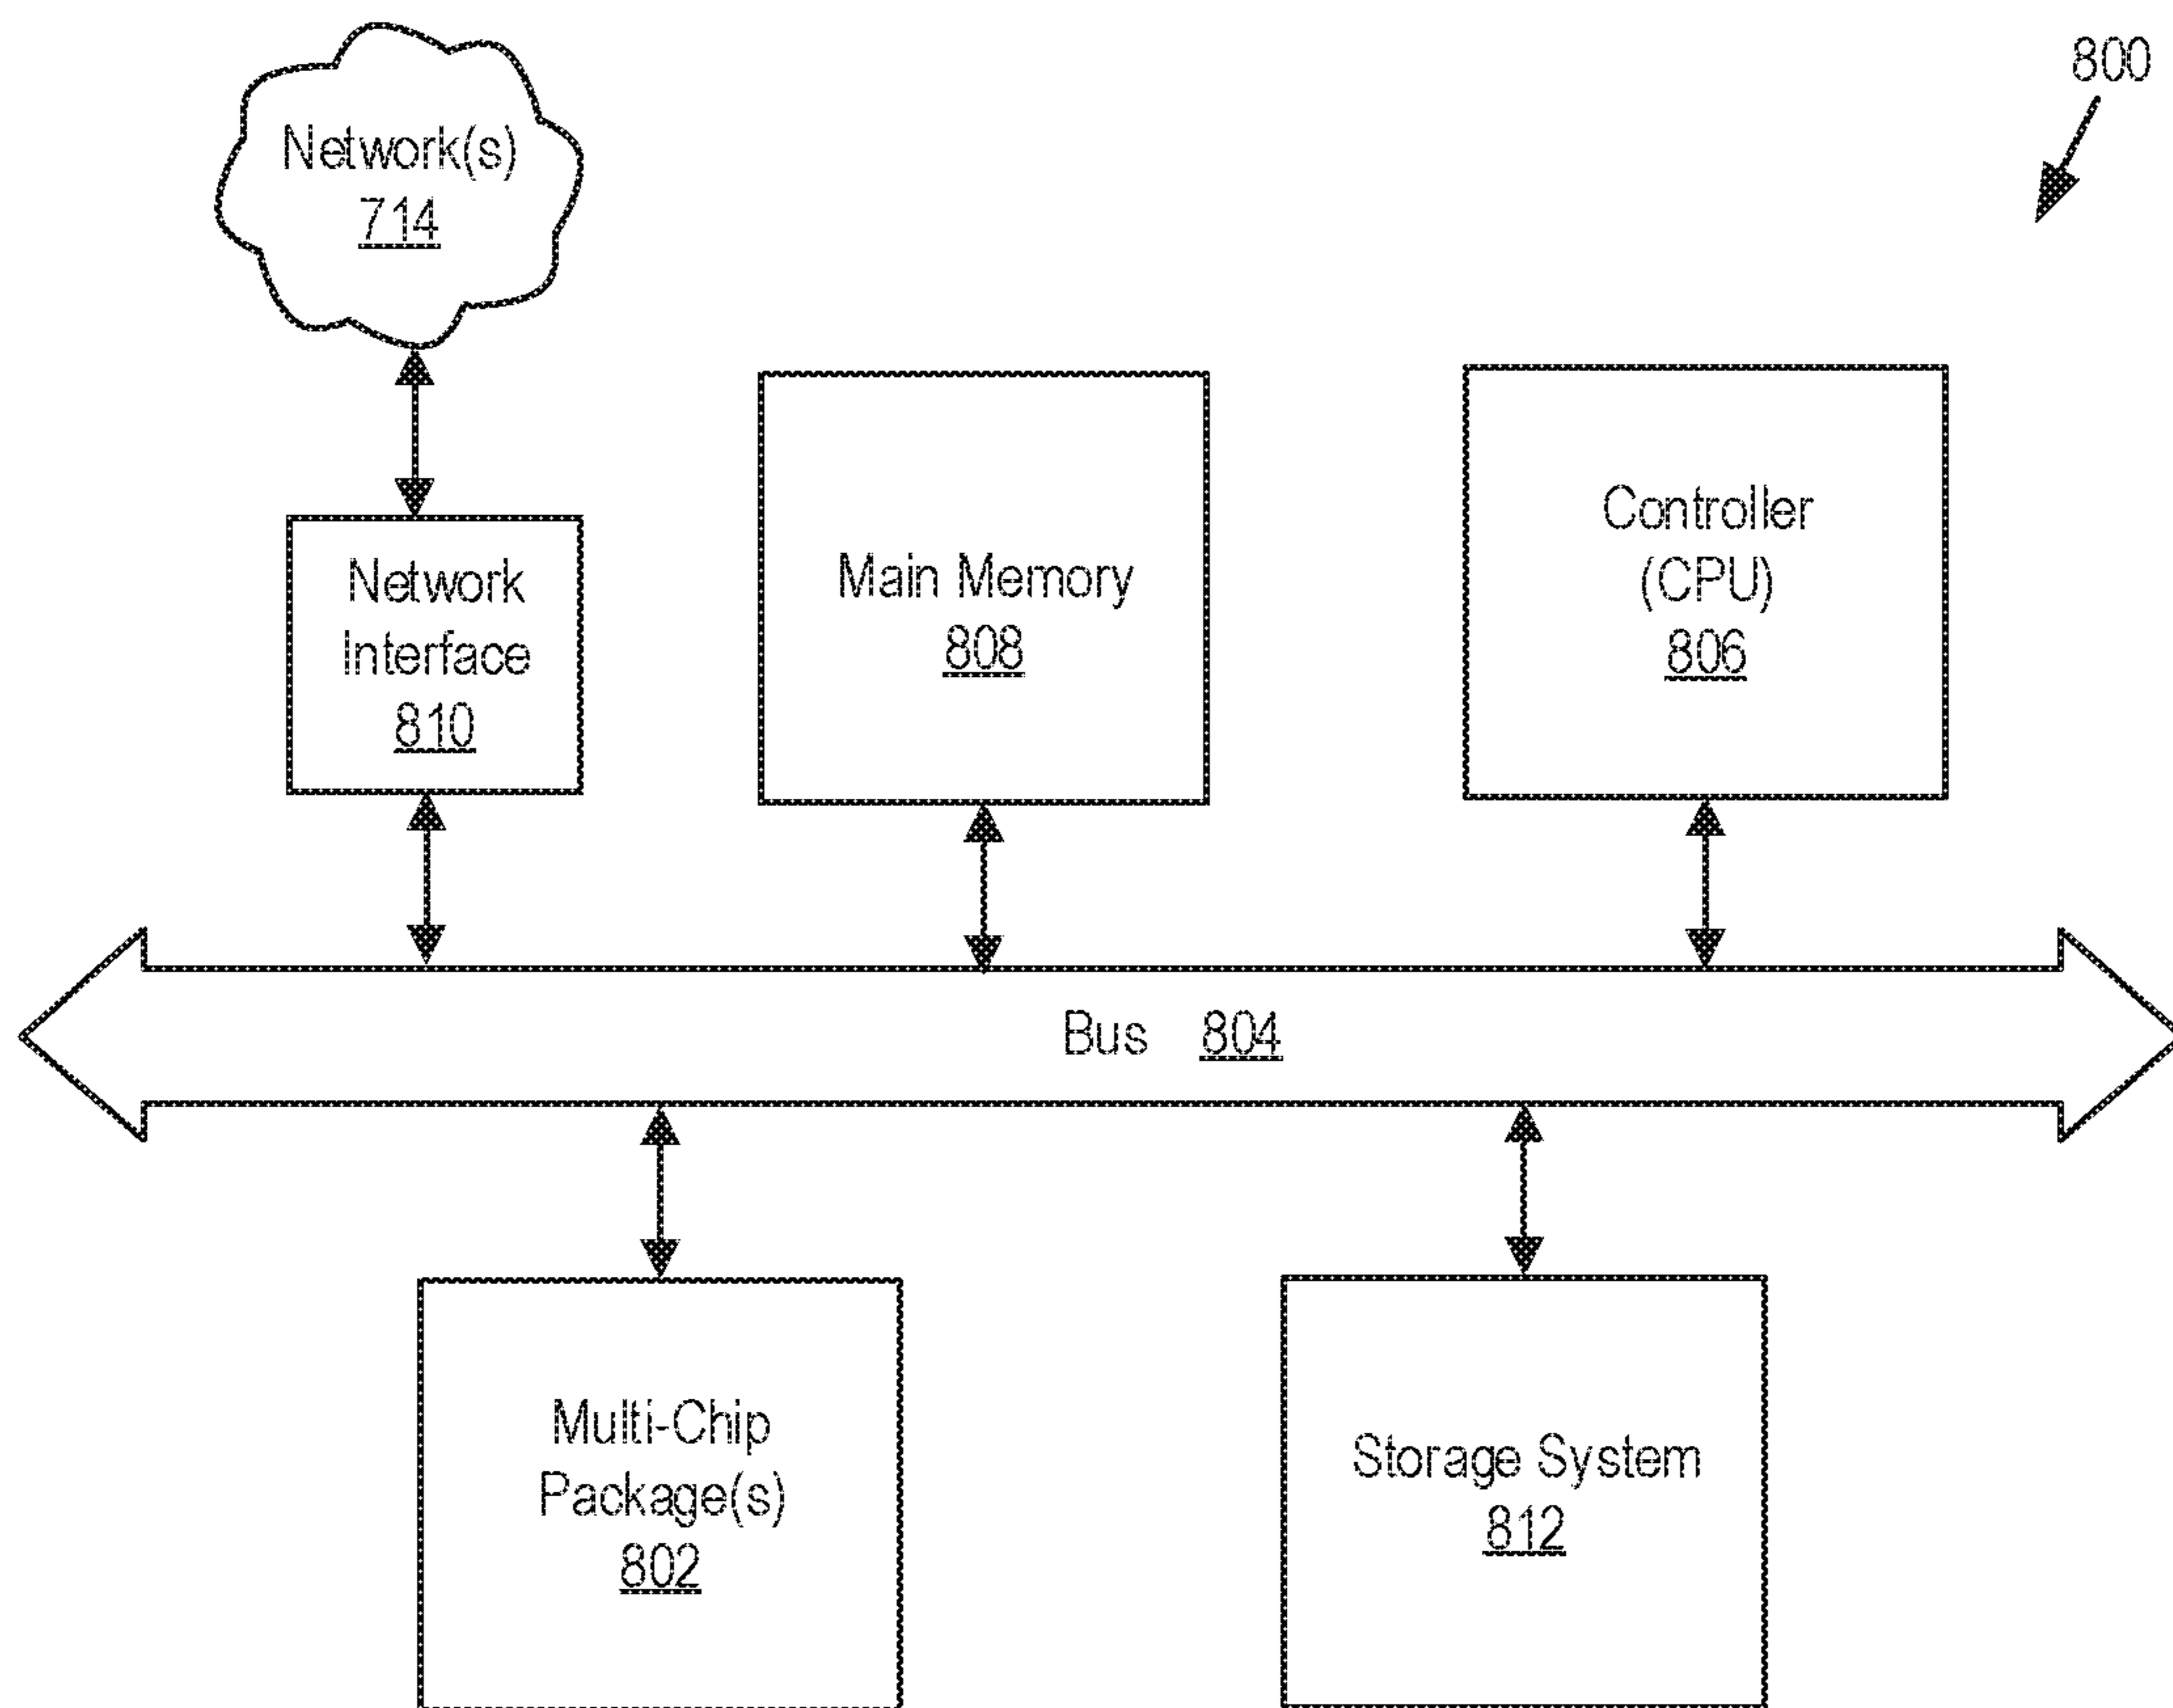 800
Network(s)
714
Network
Interface
810
Main Memory
808
Controller
(CPU)
806
Bus 804
Multi-Chip
Package(s)
802
Storage System
812